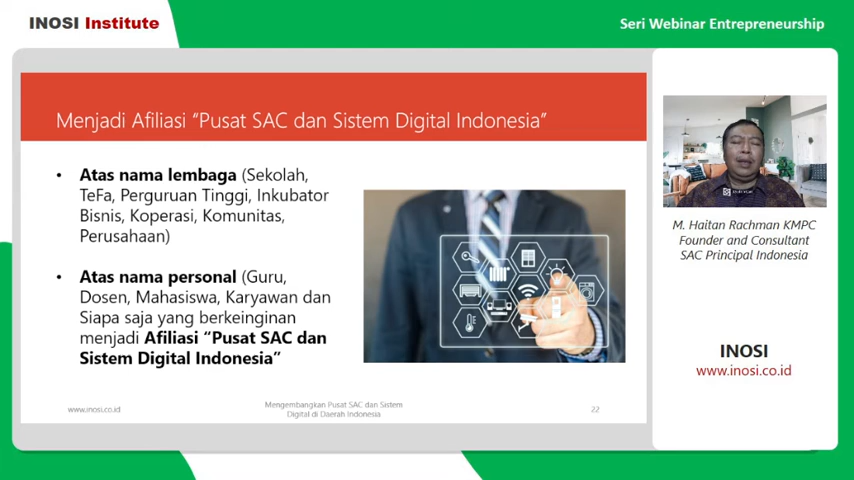 INOSI Institute
Seri Webinar Entrepreneurship
Menjadi Afiliasi “Pusat SAC dan Sistem Digital Indonesia”
• Atas nama lembaga (Sekolah,
TeFa, Perguruan Tinggi, Inkubator
Bisnis, Koperasi, Komunitas,
Perusahaan)
• Atas nama personal (Guru,
Dosen, Mahasiswa, Karyawan dan
Siapa saja yang berkeinginan
menjadi Afiliasi “Pusat SAC dan
Sistem Digital Indonesia”
www.inosi.co.id
Mengembangkan Pusat SAC dan Sistem
Digital di Daerah Indonesia
22
M. Haitan Rachman KMPC
Founder and Consultant
SAC Principal Indonesia
INOSI
www.inosi.co.id